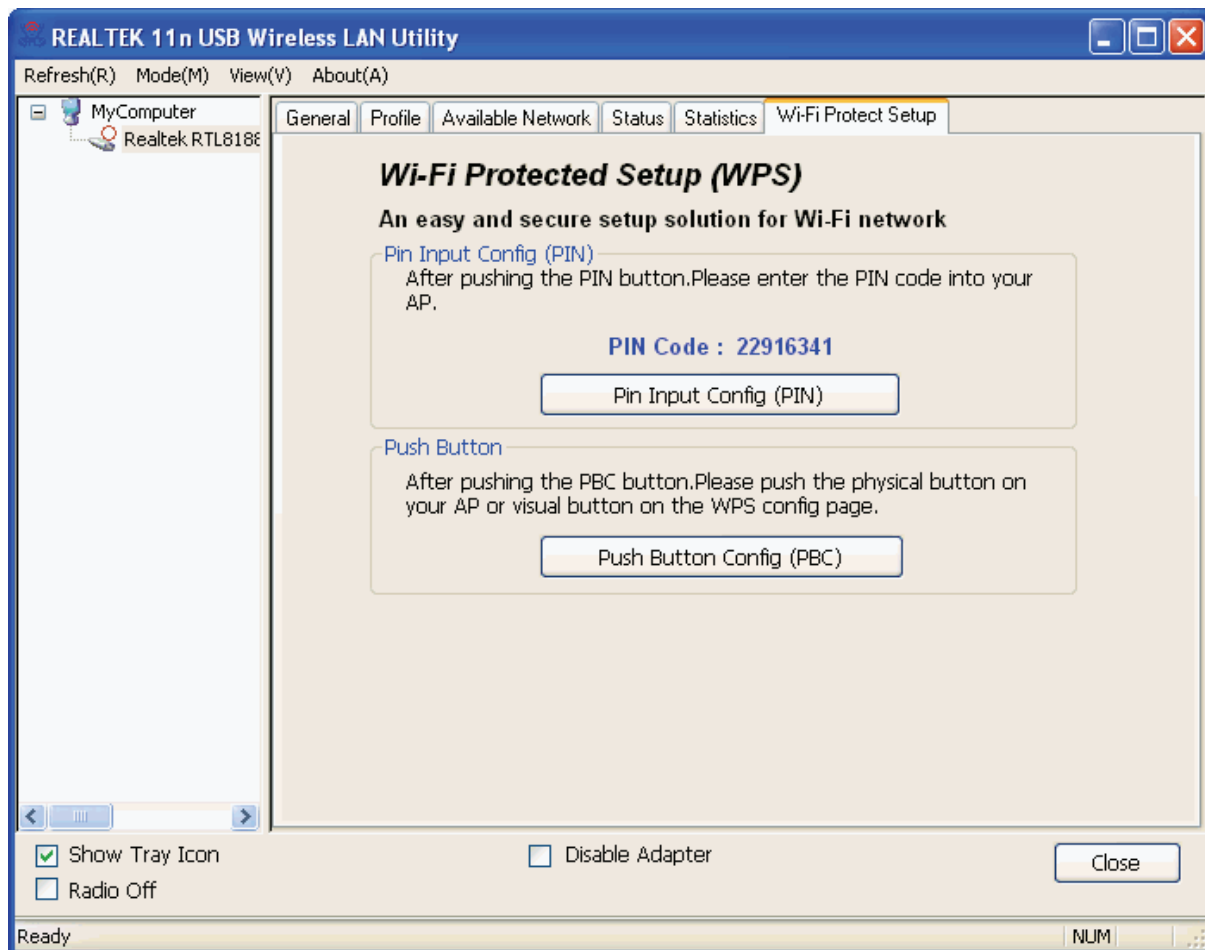 REALTEK 11n USB Wireless LAN Utility
Refresh(R) Mode(M) View(V) About(A)
MyComputer
Realtek RTL8188
General Profile Available Network Status Statistics Wi-Fi Protect Setup
Wi-Fi Protected Setup (WPS)
An easy and secure setup solution for Wi-Fi network
Pin Input Config (PIN)
After pushing the PIN button.Please enter the PIN code into your
AP.
PIN Code : 22916341
Pin Input Config (PIN)
Push Button
After pushing the PBC button.Please push the physical button on
your AP or visual button on the WPS config page.
Push Button Config (PBC)
Show Tray Icon
Disable Adapter
Close
Radio Off
Ready
NUM